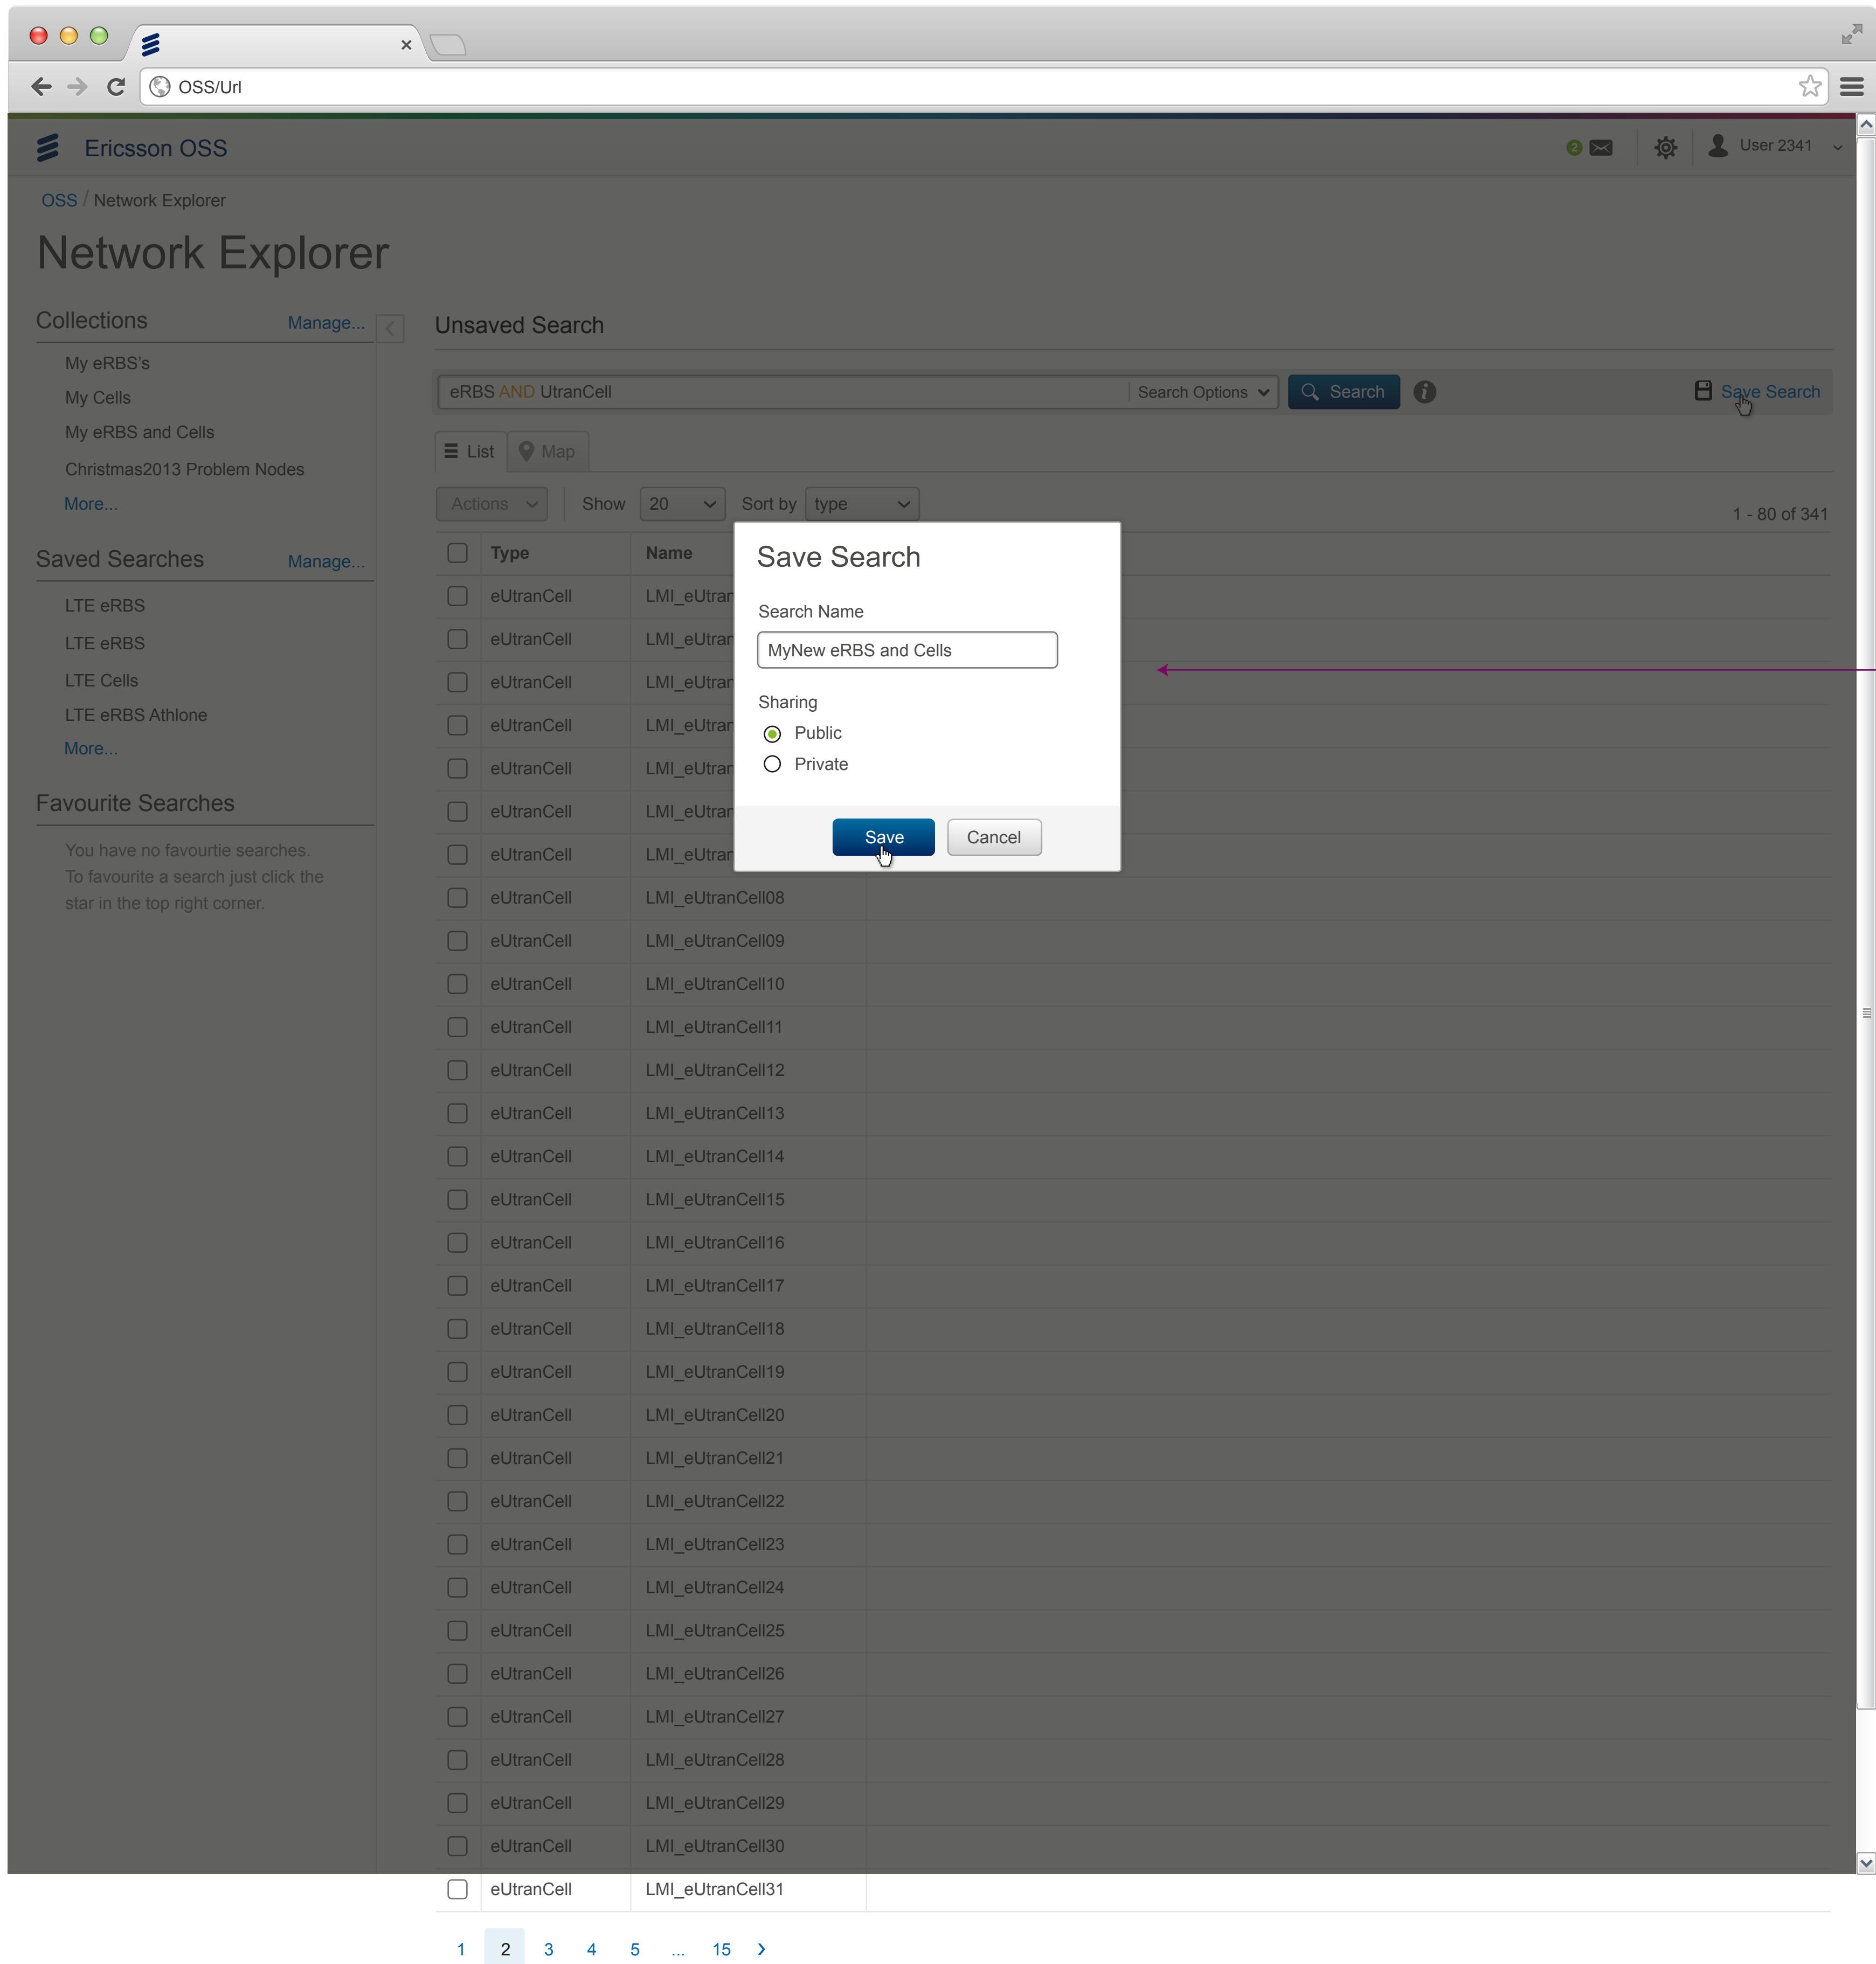 OSS/Url
Ericsson OSS
2
User 2341
OSS / Network Explorer
Network Explorer
Collections
Manage...
My eRBS's
My Cells
My eRBS and Cells
Christmas2013 Problem Nodes
More...
Saved Searches
Manage...
LTE eRBS
LTE eRBS
LTE Cells
LTE eRBS Athlone
More...
Favourite Searches
You have no favourtie searches.
To favourite a search just click the
star in the top right corner.
Unsaved Search
eRBS AND UtranCell
Search Options
Search
Save Search
List
Map
Actions
Show
20
Sort by
type
1 - 80 of 341
Type Name
eUtranCell LMI_eUtran
eUtranCell LMI_eUtran
eUtranCell LMI_eUtran
eUtranCell LMI_eUtran
eUtranCell LMI_eUtran
eUtranCell LMI_eUtran
eUtranCell LMI_eUtran
eUtranCell LMI_eUtranCell08
eUtranCell LMI_eUtranCell09
eUtranCell LMI_eUtranCell10
eUtranCell LMI_eUtranCell11
eUtranCell LMI_eUtranCell12
eUtranCell LMI_eUtranCell13
eUtranCell LMI_eUtranCell14
eUtranCell LMI_eUtranCell15
eUtranCell LMI_eUtranCell16
eUtranCell LMI_eUtranCell17
eUtranCell LMI_eUtranCell18
eUtranCell LMI_eUtranCell19
eUtranCell LMI_eUtranCell20
eUtranCell LMI_eUtranCell21
eUtranCell LMI_eUtranCell22
eUtranCell LMI_eUtranCell23
eUtranCell LMI_eUtranCell24
eUtranCell LMI_eUtranCell25
eUtranCell LMI_eUtranCell26
eUtranCell LMI_eUtranCell27
eUtranCell LMI_eUtranCell28
eUtranCell LMI_eUtranCell29
eUtranCell LMI_eUtranCell30
eUtranCell LMI_eUtranCell31
1 2 3 4 5 ... 15
Save Search
Search Name
MyNew eRBS and Cells
Sharing
Public
Private
Save
Cancel